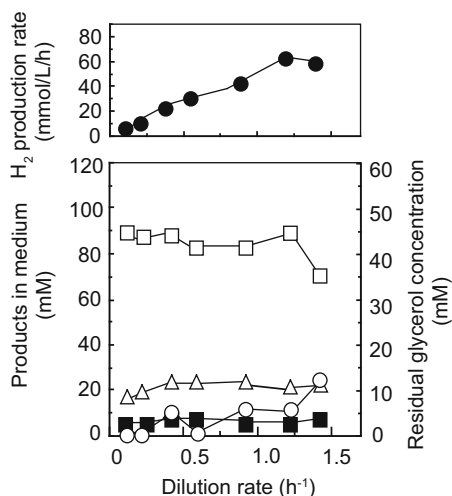 H₂ production rate
(mmol/L/h)
80
60
40
20
0
Products in medium
(mM)
120
100
80
60
40
20
0
60
50
40
30
20
10
0
Residual glycerol concentration
(mM)
0 0.5 1.0 1.5
Dilution rate (h⁻¹)